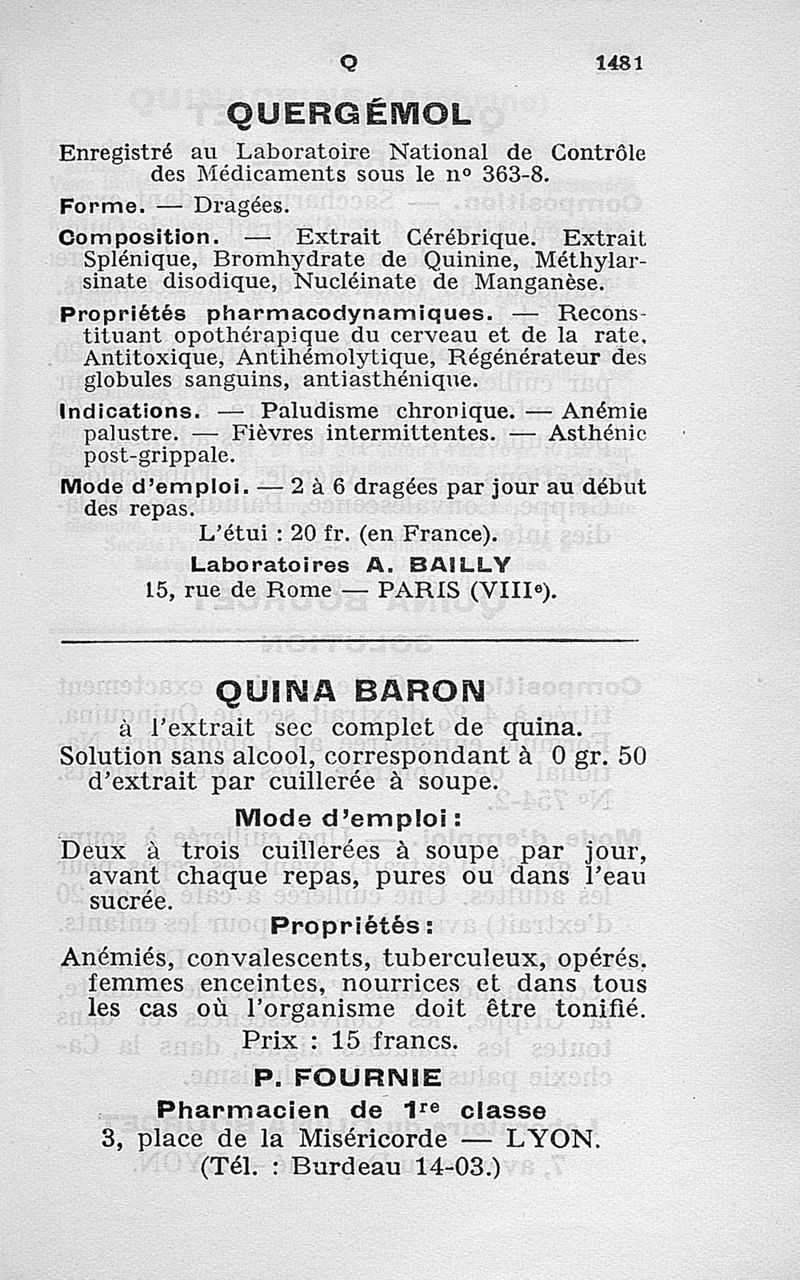 Q 1481
QUERGÉMOL
Enregistré au Laboratoire National de Contrôle
des Médicaments sous le nº 363-8.
Forme. — Dragées.
Composition. — Extrait Cérébrique. Extrait
Splénique, Bromhydrate de Quinine, Méthylar-
sinate disodique, Nucléinate de Manganèse.
Propriétés pharmacodynamiques. — Recons-
tituant opothérapique du cerveau et de la rate,
Antitoxique, Antihémolytique, Régénérateur des
globules sanguins, antiasthénique.
Indications. — Paludisme chronique. — Anémie
palustre. — Fièvres intermittentes. — Asthénie
post-grippale.
Mode d'emploi. — 2 à 6 dragées par jour au début
des repas.
L'étui : 20 fr. (en France).
Laboratoires A. BAILLY
15, rue de Rome — PARIS (VIIIe).
QUINA BARON
à l'extrait sec complet de quina.
Solution sans alcool, correspondant à 0 gr. 50
d'extrait par cuillerée à soupe.
Mode d'emploi :
Deux à trois cuillerées à soupe par jour,
avant chaque repas, pures ou dans l'eau
sucrée.
Propriétés :
Anémiés, convalescents, tuberculeux, opérés,
femmes enceintes, nourrices et dans tous
les cas où l'organisme doit être tonifié.
Prix : 15 francs.
P. FOURNIE
Pharmacien de 1re classe
3, place de la Miséricorde — LYON.
(Tél. : Burdeau 14-03.)